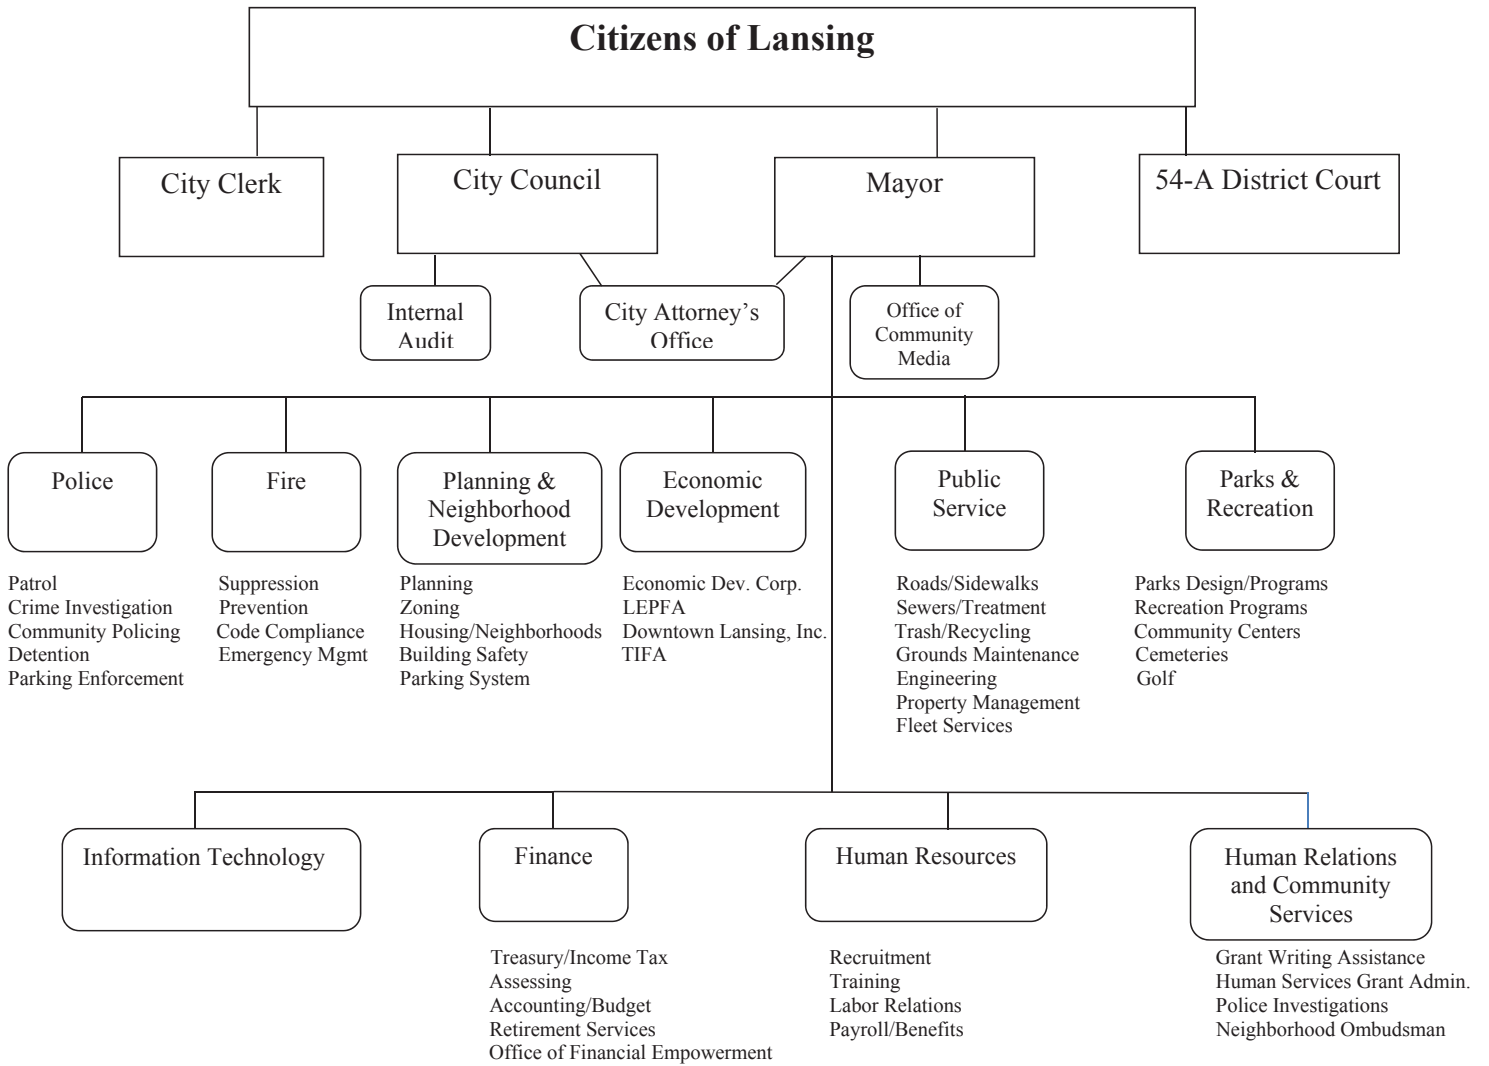 Citizens of Lansing
City Clerk
City Council
Mayor
54-A District Court
Internal
Audit
City Attorney’s
Office
Office of
Community
Media
Police
Fire
Planning &
Neighborhood
Development
Economic
Development
Public
Service
Parks &
Recreation
Patrol
Crime Investigation
Community Policing
Detention
Parking Enforcement
Suppression
Prevention
Code Compliance
Emergency Mgmt
Planning
Zoning
Housing/Neighborhoods
Building Safety
Parking System
Economic Dev. Corp.
LEPFA
Downtown Lansing, Inc.
TIFA
Roads/Sidewalks
Sewers/Treatment
Trash/Recycling
Grounds Maintenance
Engineering
Property Management
Fleet Services
Parks Design/Programs
Recreation Programs
Community Centers
Cemeteries
Golf
Information Technology
Finance
Human Resources
Human Relations
and Community
Services
Treasury/Income Tax
Assessing
Accounting/Budget
Retirement Services
Office of Financial Empowerment
Recruitment
Training
Labor Relations
Payroll/Benefits
Grant Writing Assistance
Human Services Grant Admin.
Police Investigations
Neighborhood Ombudsman